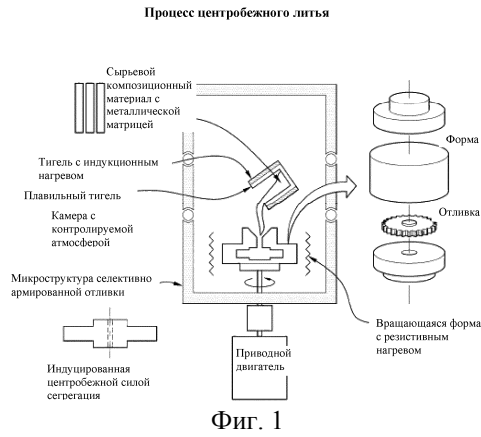 Процесс центробежного литья
Сырьевой
композиционный
материал с
металлической
матрицей
Тигель с индукционным
нагревом
Плавильный тигель
Камера с
контролируемой
атмосферой
Микроструктура селективно
армированной отливки
Индуцированная
центробежной силой
сегрегация
Приводной
двигатель
Форма
Отливка
Вращающаяся форма
с резистивным
нагревом
Фиг. 1